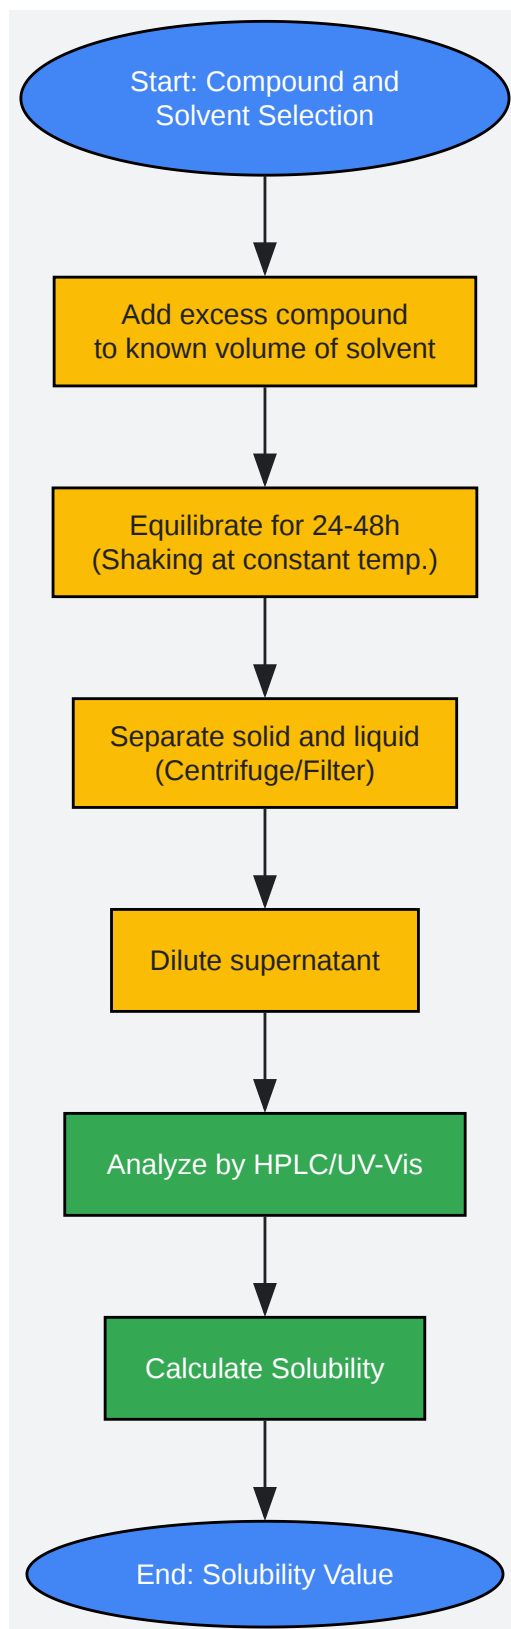 Start: Compound and
Solvent Selection
Add excess compound
to known volume of solvent
Equilibrate for 24-48h
(Shaking at constant temp.)
Separate solid and liquid
(Centrifuge/Filter)
Dilute supernatant
Analyze by HPLC/UV-Vis
Calculate Solubility
End: Solubility Value